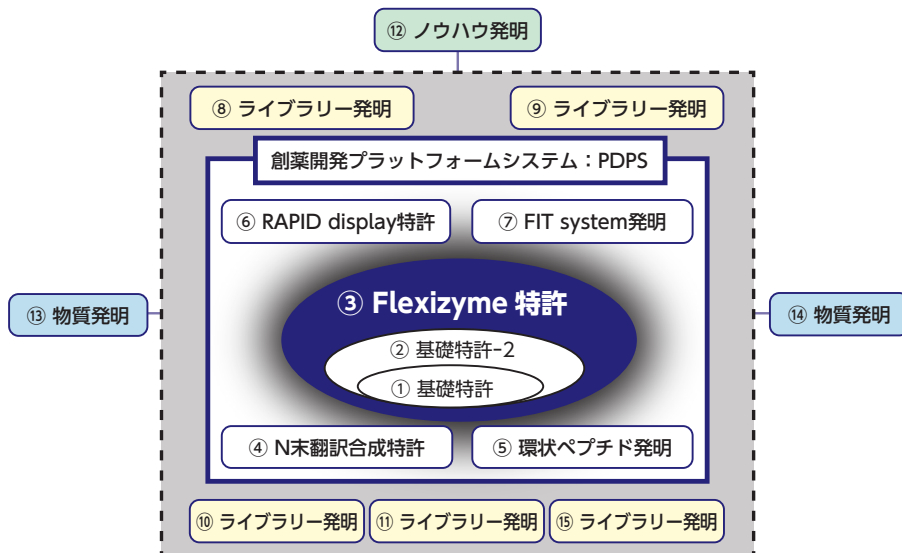 ⑫ ノウハウ発明
⑧ ライブラリー発明
⑨ ライブラリー発明
創薬開発プラットフォームシステム：PDPS
⑥ RAPID display特許
⑦ FIT system発明
③ Flexizyme 特許
⑬ 物質発明
⑭ 物質発明
② 基礎特許-2
① 基礎特許
④ N末翻訳合成特許
⑤ 環状ペプチド発明
⑩ ライブラリー発明
⑪ ライブラリー発明
⑮ ライブラリー発明